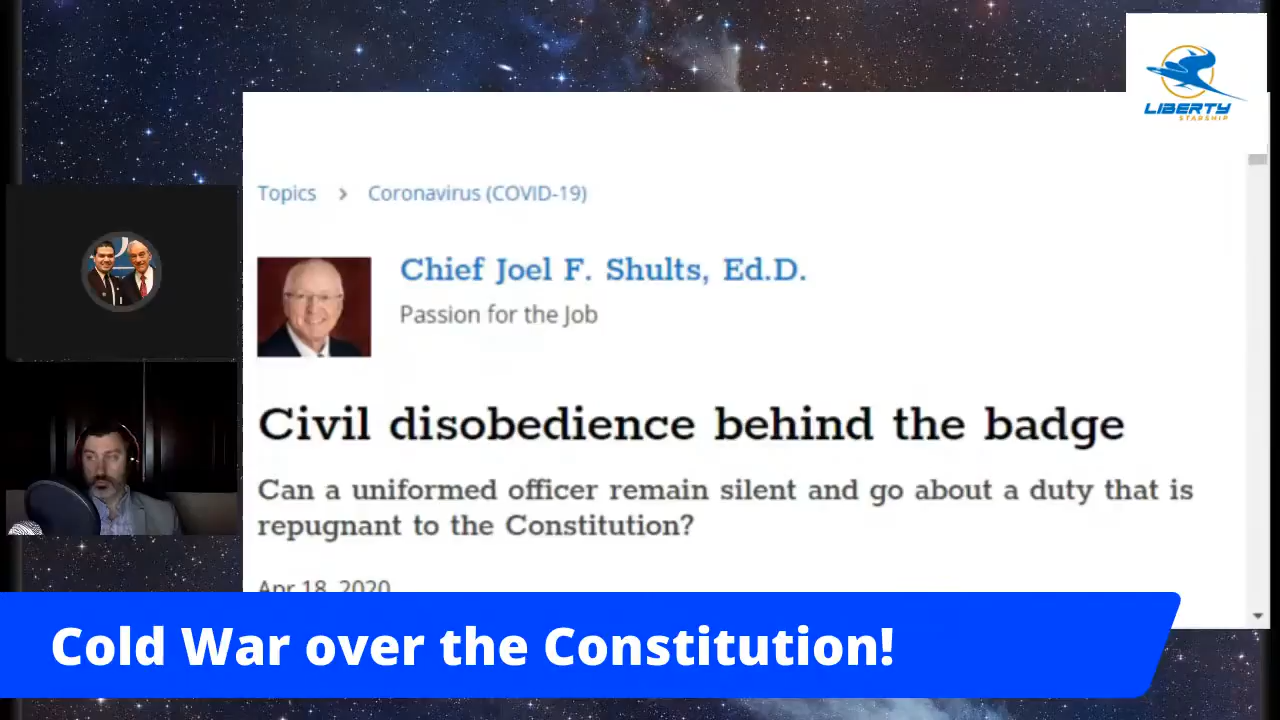 LIBERTY
STARSHIP
Topics > Coronavirus (COVID-19)
Chief Joel F. Shults, Ed.D.
Passion for the Job
Civil disobedience behind the badge
Can a uniformed officer remain silent and go about a duty that is
repugnant to the Constitution?
Apr 18, 2020
Cold War over the Constitution!